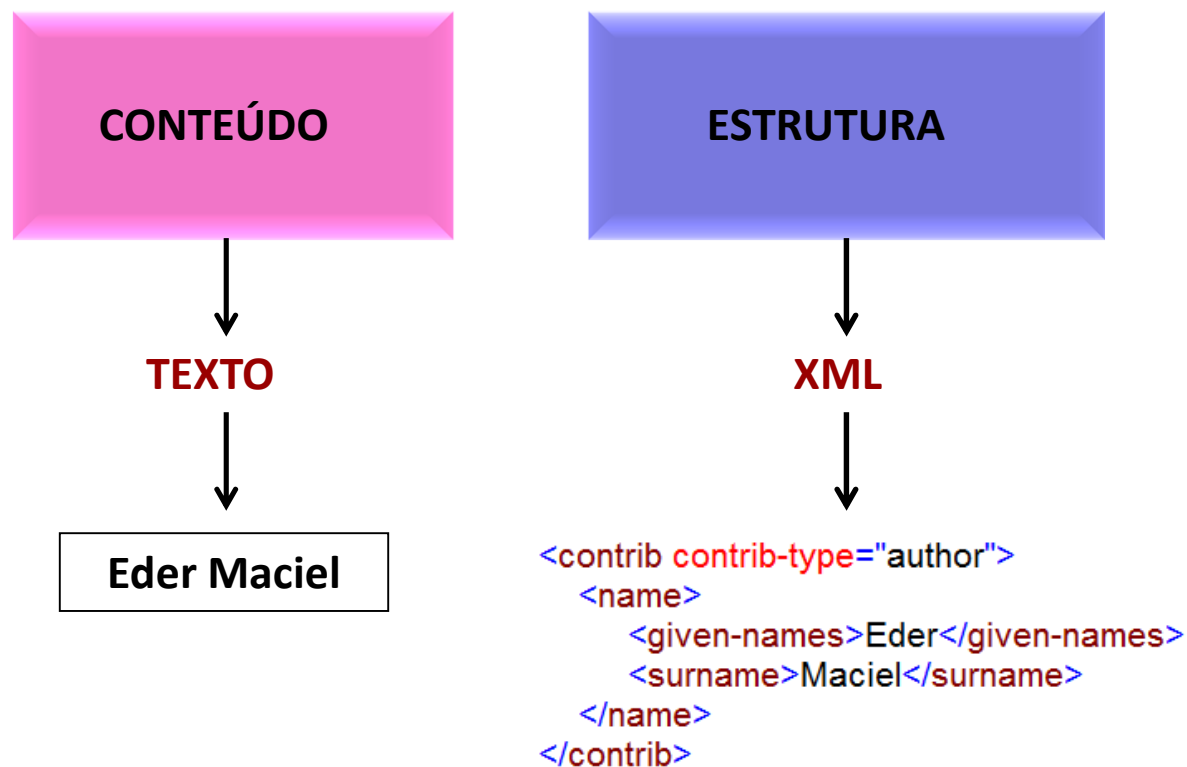 CONTEÚDO
TEXTO
Eder Maciel
ESTRUTURA
XML
<contrib contrib-type="author">
<name>
<given-names>Eder</given-names>
<surname>Maciel</surname>
</name>
</contrib>